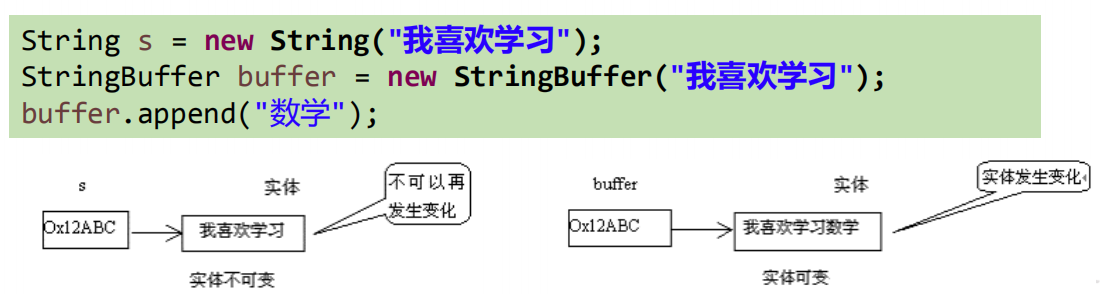 String s = new String("我喜欢学习");
StringBuffer buffer = new StringBuffer("我喜欢学习");
buffer.append("数学");
s
实体
不可以再
发生变化
Ox12ABC
我喜欢学习
实体不可变
buffer
实体
实体发生变化
Ox12ABC
我喜欢学习数学
实体可变